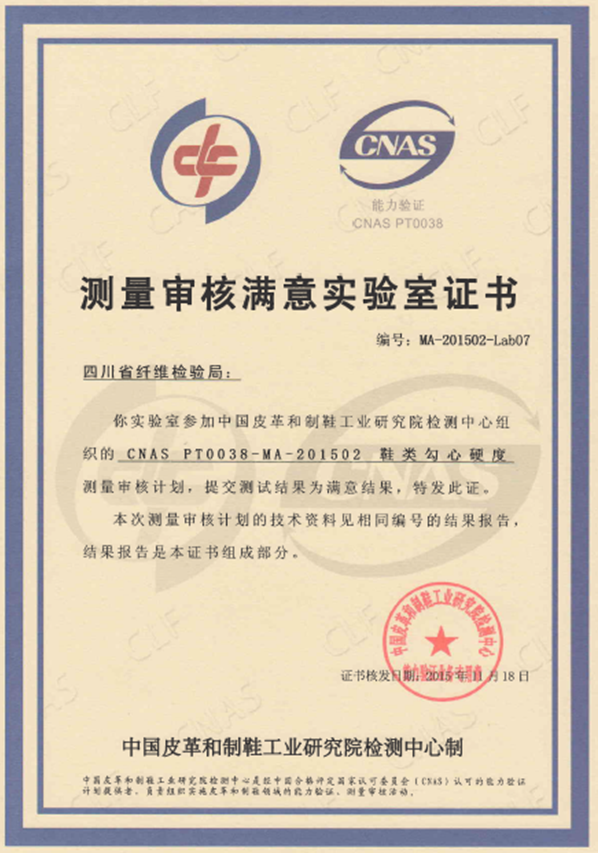 CNAS
能力验证
CNAS PT0038
测量审核满意实验室证书
编号：MA-201502-Lab07
四川省纤维检验局：
你实验室参加中国皮革和制鞋工业研究院检测中心组
织的 CNAS PT0038-MA-201502 鞋类勾心硬度
测量审核计划，提交测试结果为满意结果，特发此证。
本次测量审核计划的技术资料见相同编号的结果报告，
结果报告是本证书组成部分。
中国皮革和制鞋工业研究院检测中心
证书核发日期：2015年11月18日
中国皮革和制鞋工业研究院检测中心制
中国皮革和制鞋工业研究院检测中心是经中国合格评定国家认可委员会（CNAS）认可的能力验证
计划提供者、负责组织实施皮革和制鞋领域的能力验证、测量审核活动。